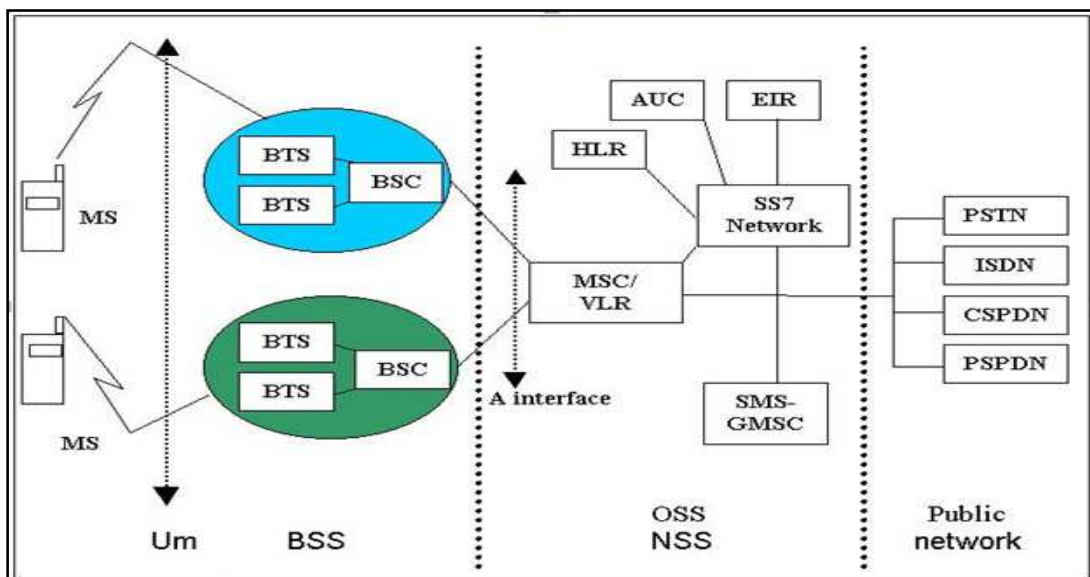 AUC
EIR
HLR
BTS
BTS
BSC
MS
SS7
Network
PSTN
ISDN
CSPDN
PSPDN
MSC/
VLR
BTS
BTS
BSC
A interface
MS
SMS-
GMSC
Um
BSS
OSS
NSS
Public
network